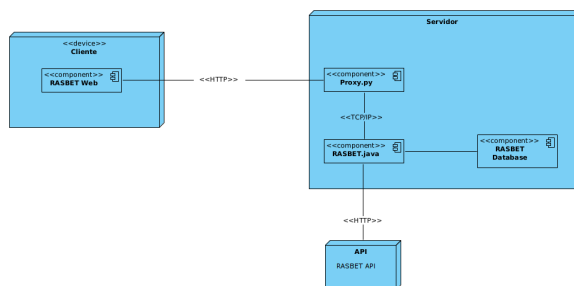 <<device>>
Cliente
<<component>>
RASBET Web
<<HTTP>>
Servidor
<<component>>
Proxy.py
<<TCP/IP>>
<<component>>
RASBET.java
<<component>>
RASBET
Database
<<HTTP>>
API
RASBET API